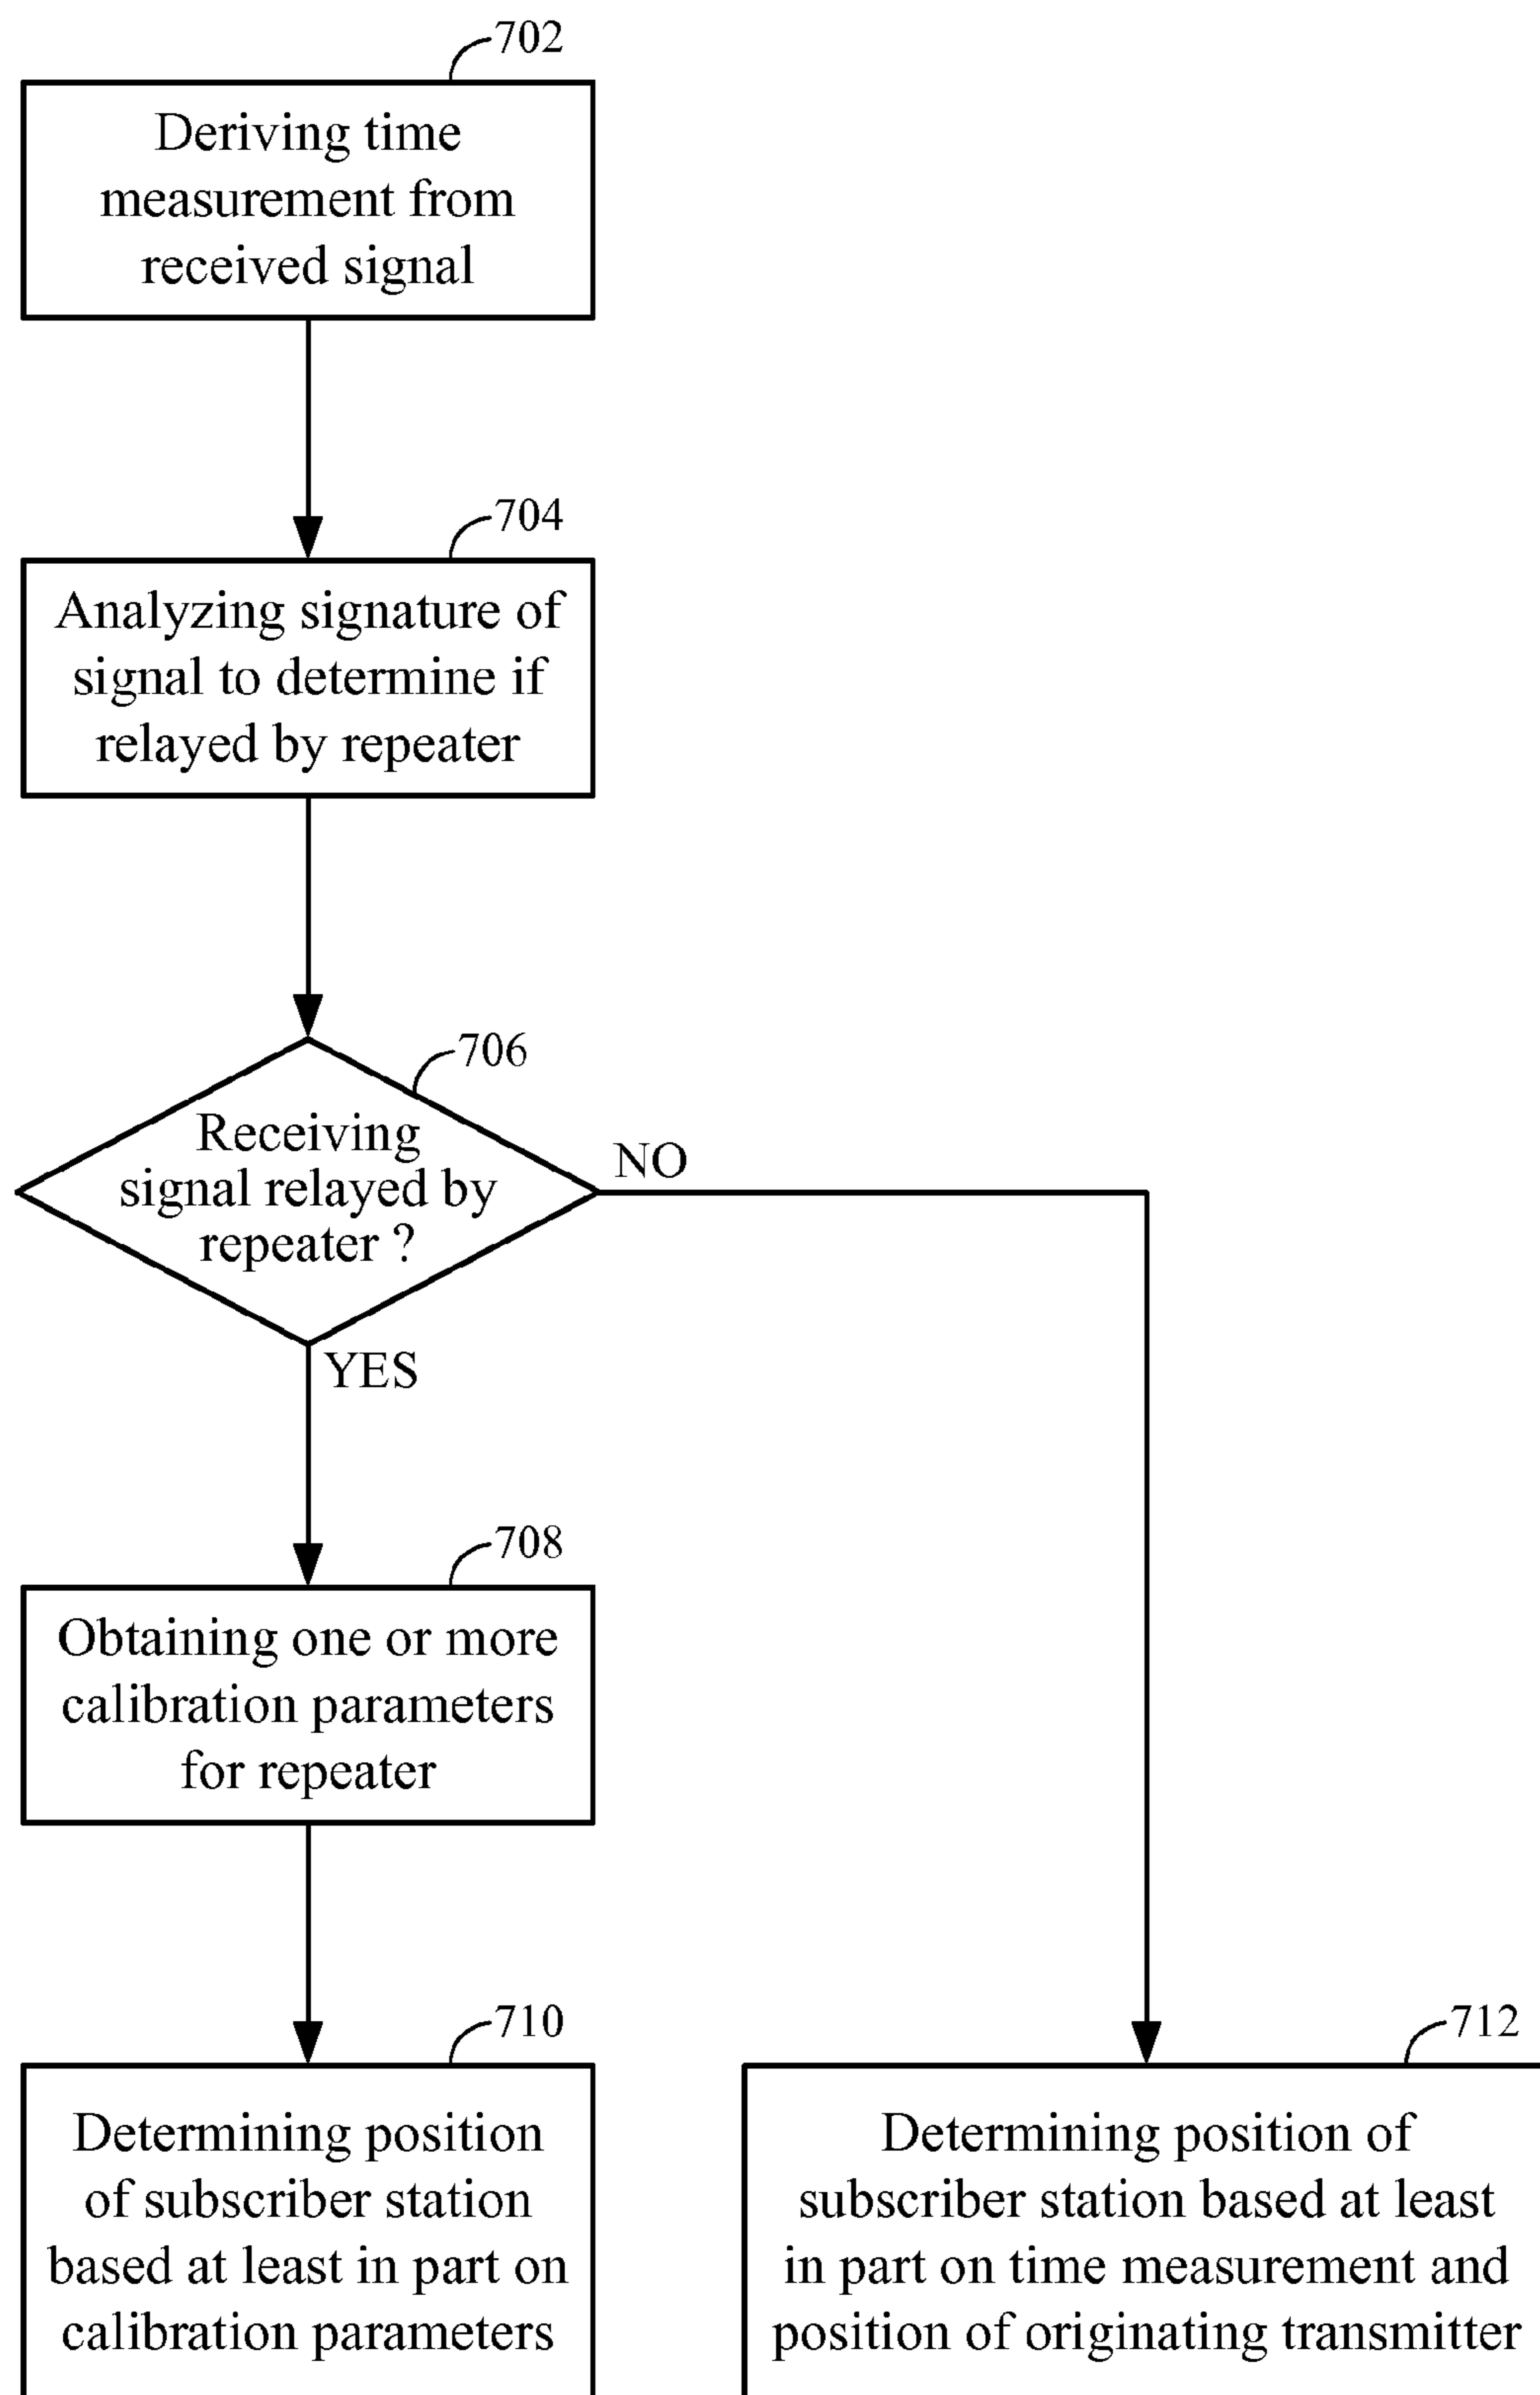 702
Deriving time
measurement from
received signal
704
Analyzing signature of
signal to determine if
relayed by repeater
706
Receiving
signal relayed by
repeater ?
NO
YES
708
Obtaining one or more
calibration parameters
for repeater
710
Determining position
of subscriber station
based at least in part on
calibration parameters
712
Determining position of
subscriber station based at least
in part on time measurement and
position of originating transmitter